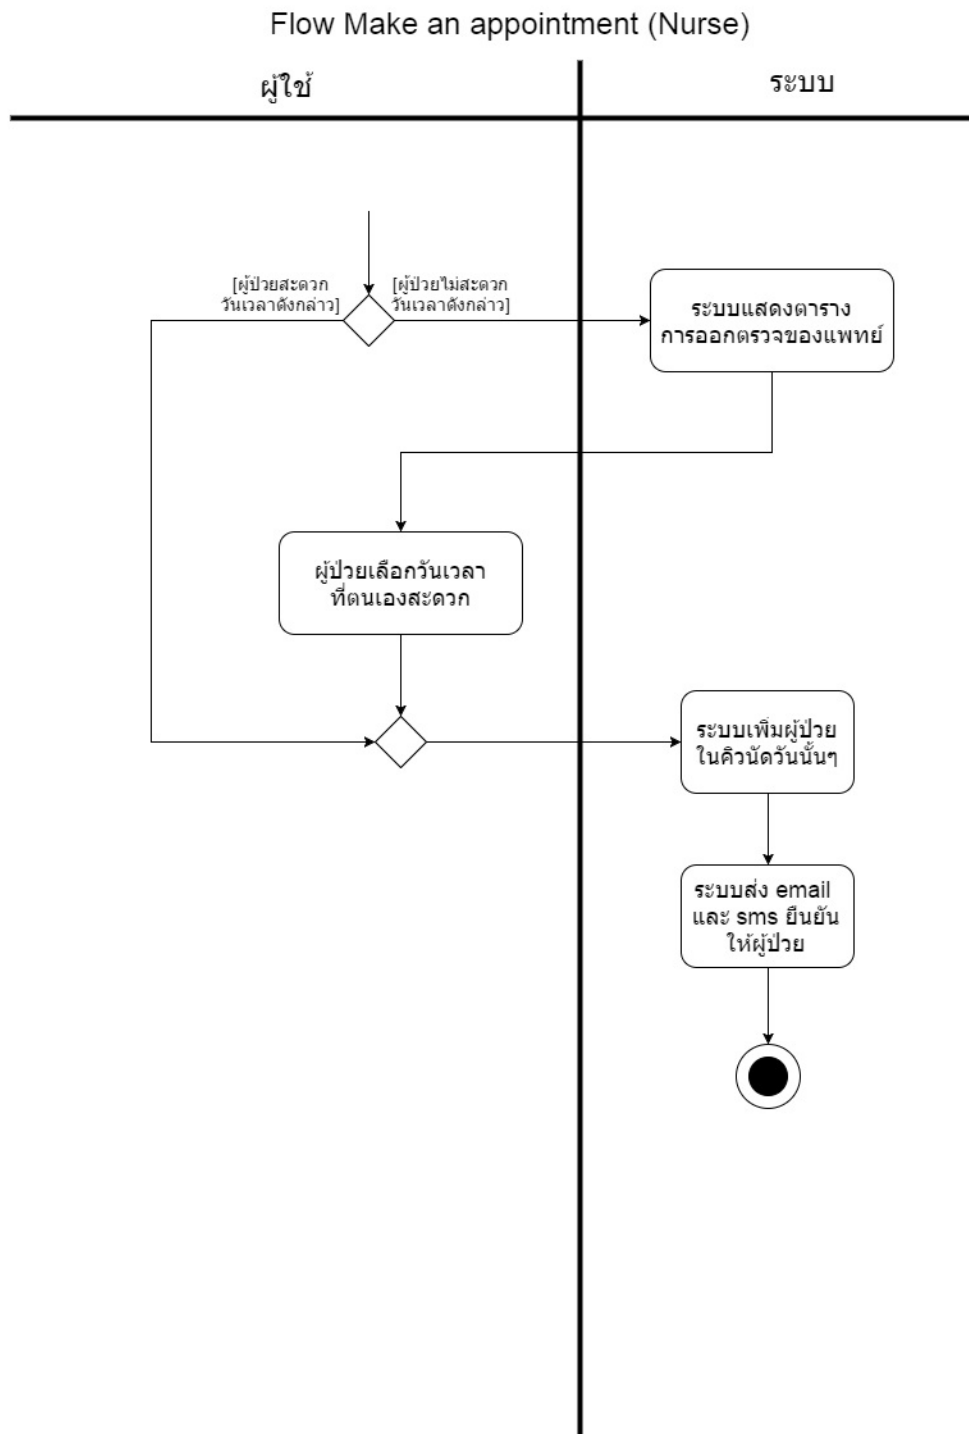 Flow Make an appointment (Nurse)
ผู้ใช้
ระบบ
[ผู้ป่วยสะดวก
วันเวลาดังกล่าว]
[ผู้ป่วยไม่สะดวก
วันเวลาดังกล่าว]
ระบบแสดงตาราง
การออกตรวจของแพทย์
ผู้ป่วยเลือกวันเวลา
ที่ตนเองสะดวก
ระบบเพิ่มผู้ป่วย
ในคิวนัดวันนั้นๆ
ระบบส่ง email
และ sms ยืนยัน
ให้ผู้ป่วย